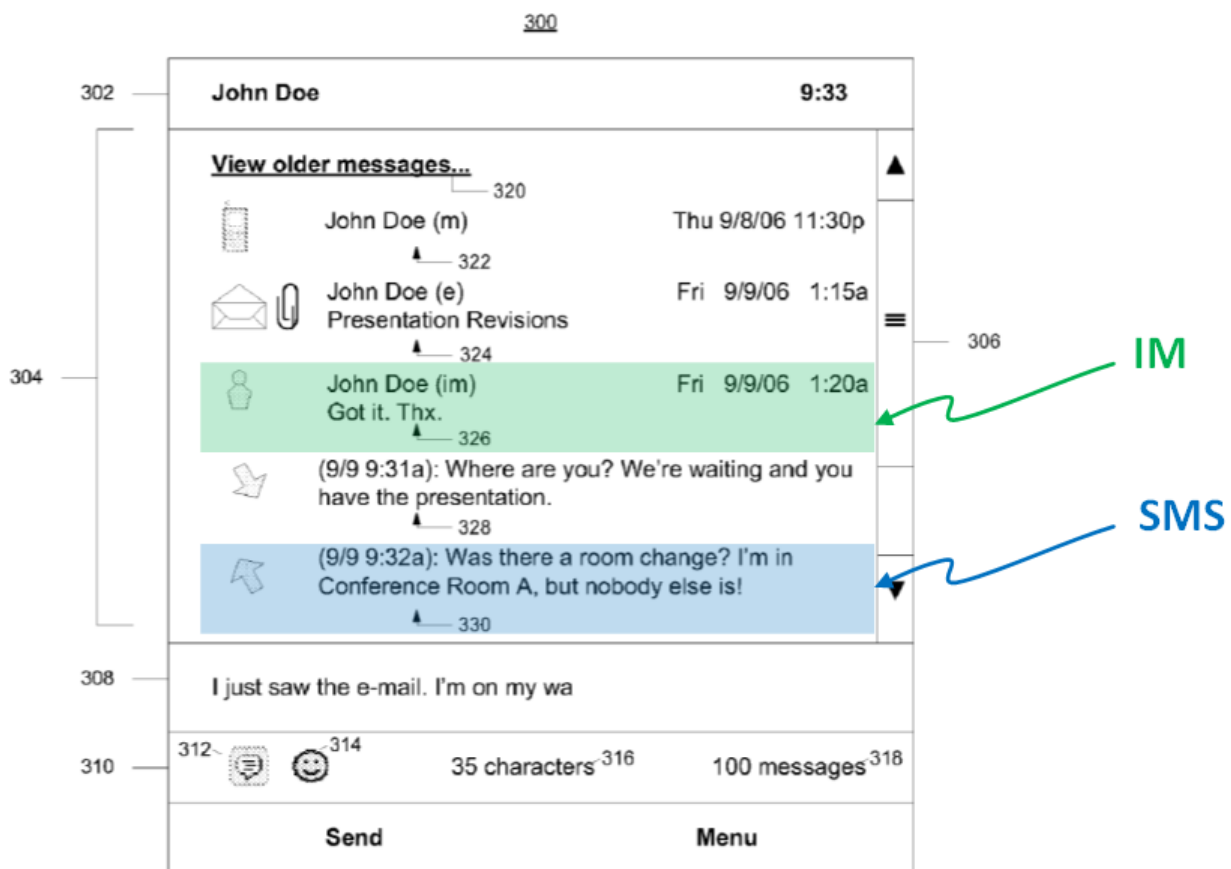 300
302
John Doe 9:33
View older messages...
320
John Doe (m) Thu 9/8/06 11:30p
322
John Doe (e) Fri 9/9/06 1:15a
Presentation Revisions
324
306
IM
304
John Doe (im) Fri 9/9/06 1:20a
Got it. Thx.
326
(9/9 9:31a): Where are you? We're waiting and you
have the presentation.
328
SMS
(9/9 9:32a): Was there a room change? I'm in
Conference Room A, but nobody else is!
330
308
I just saw the e-mail. I'm on my wa
310
312
314
35 characters 316
100 messages 318
Send Menu